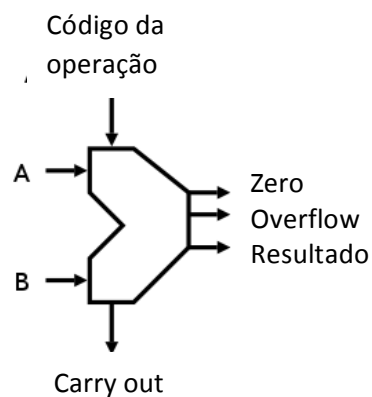 Código da
operação
A
Zero
Overflow
Resultado
B
Carry out